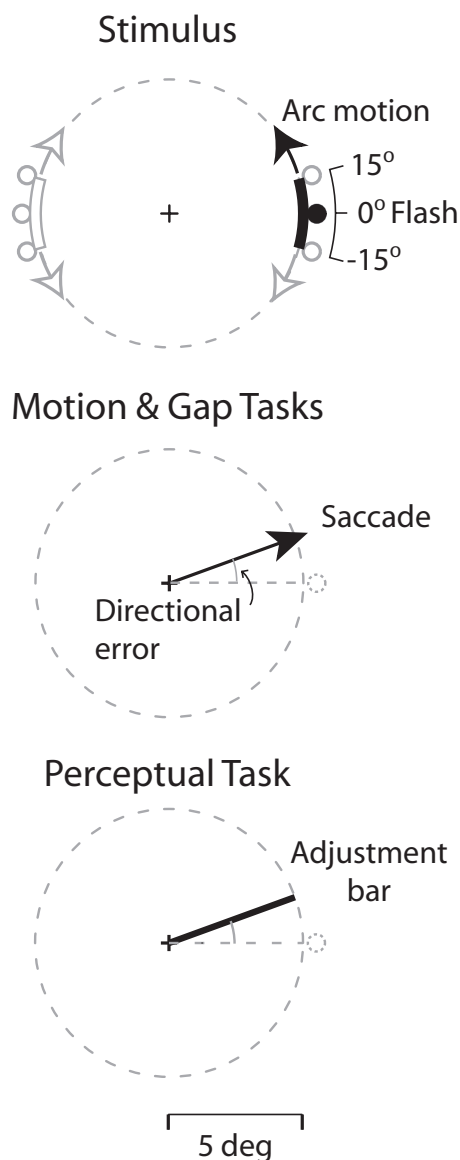 Stimulus
Arc motion
15°
0° Flash
-15°
Motion & Gap Tasks
Saccade
Directional
error
Perceptual Task
Adjustment
bar
5 deg